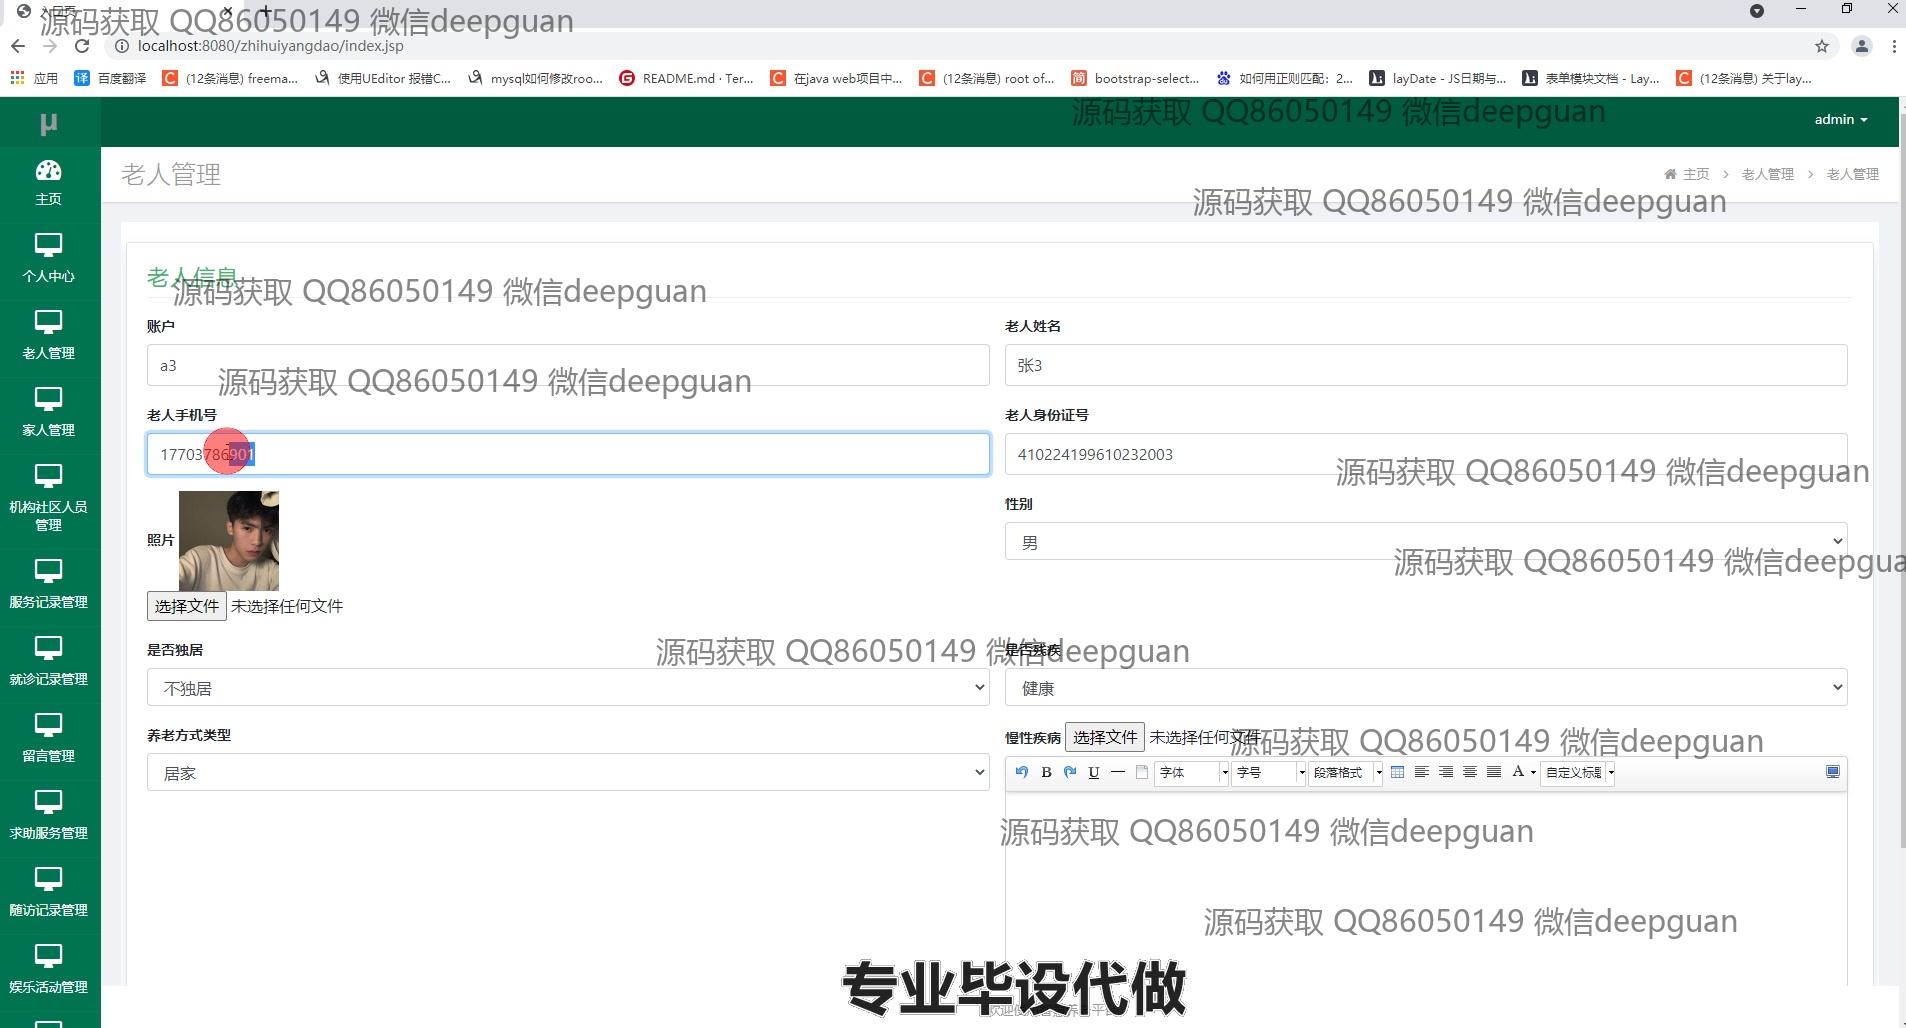 源码获取 QQ86050149 微信deepguan
localhost:8080/zhihuiyangdao/index.jsp
应用 百度翻译 (12条消息) freema... 使用UEditor 报错C... mysql如何修改roo... README.md · Ter... 在java web项目中... (12条消息) root of... bootstrap-select... 如何用正则匹配：2... layDate - JS日期与... 表单模块文档 - Lay... (12条消息) 关于lay...
源码获取 QQ86050149 微信deepguan
μ
admin
老人管理
主页 > 老人管理 > 老人管理
源码获取 QQ86050149 微信deepguan
主页
个人中心
老人管理
家人管理
机构社区人员
管理
服务记录管理
就诊记录管理
留言管理
求助服务管理
随访记录管理
娱乐活动管理
老人信息
源码获取 QQ86050149 微信deepguan
账户
a3
老人姓名
张3
源码获取 QQ86050149 微信deepguan
老人手机号
17703786901
老人身份证号
410224199610232003
源码获取 QQ86050149 微信deepguan
照片
选择文件 未选择任何文件
性别
男
源码获取 QQ86050149 微信deepgua
是否独居
不独居
源码获取 QQ86050149 微信deepguan
是否残疾
健康
养老方式类型
居家
慢性疾病 选择文件 未选择任何文件
源码获取 QQ86050149 微信deepguan
B U 字体 字号 段落格式 A 自定义标题
源码获取 QQ86050149 微信deepguan
源码获取 QQ86050149 微信deepguan
专业毕设代做